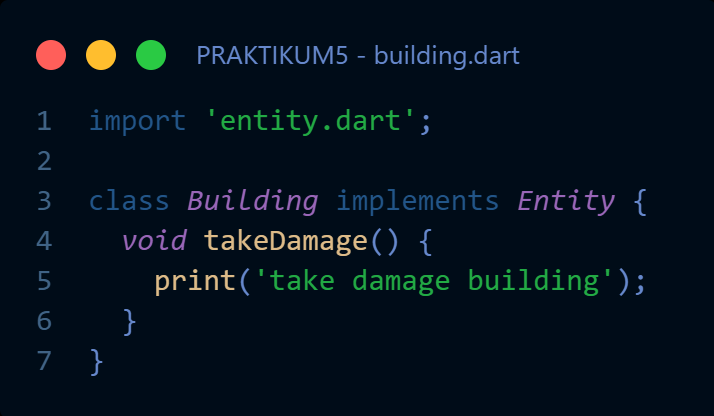 PRAKTIKUM5 - building.dart
1 import 'entity.dart';
2
3 class Building implements Entity {
4   void takeDamage() {
5     print('take damage building');
6   }
7 }